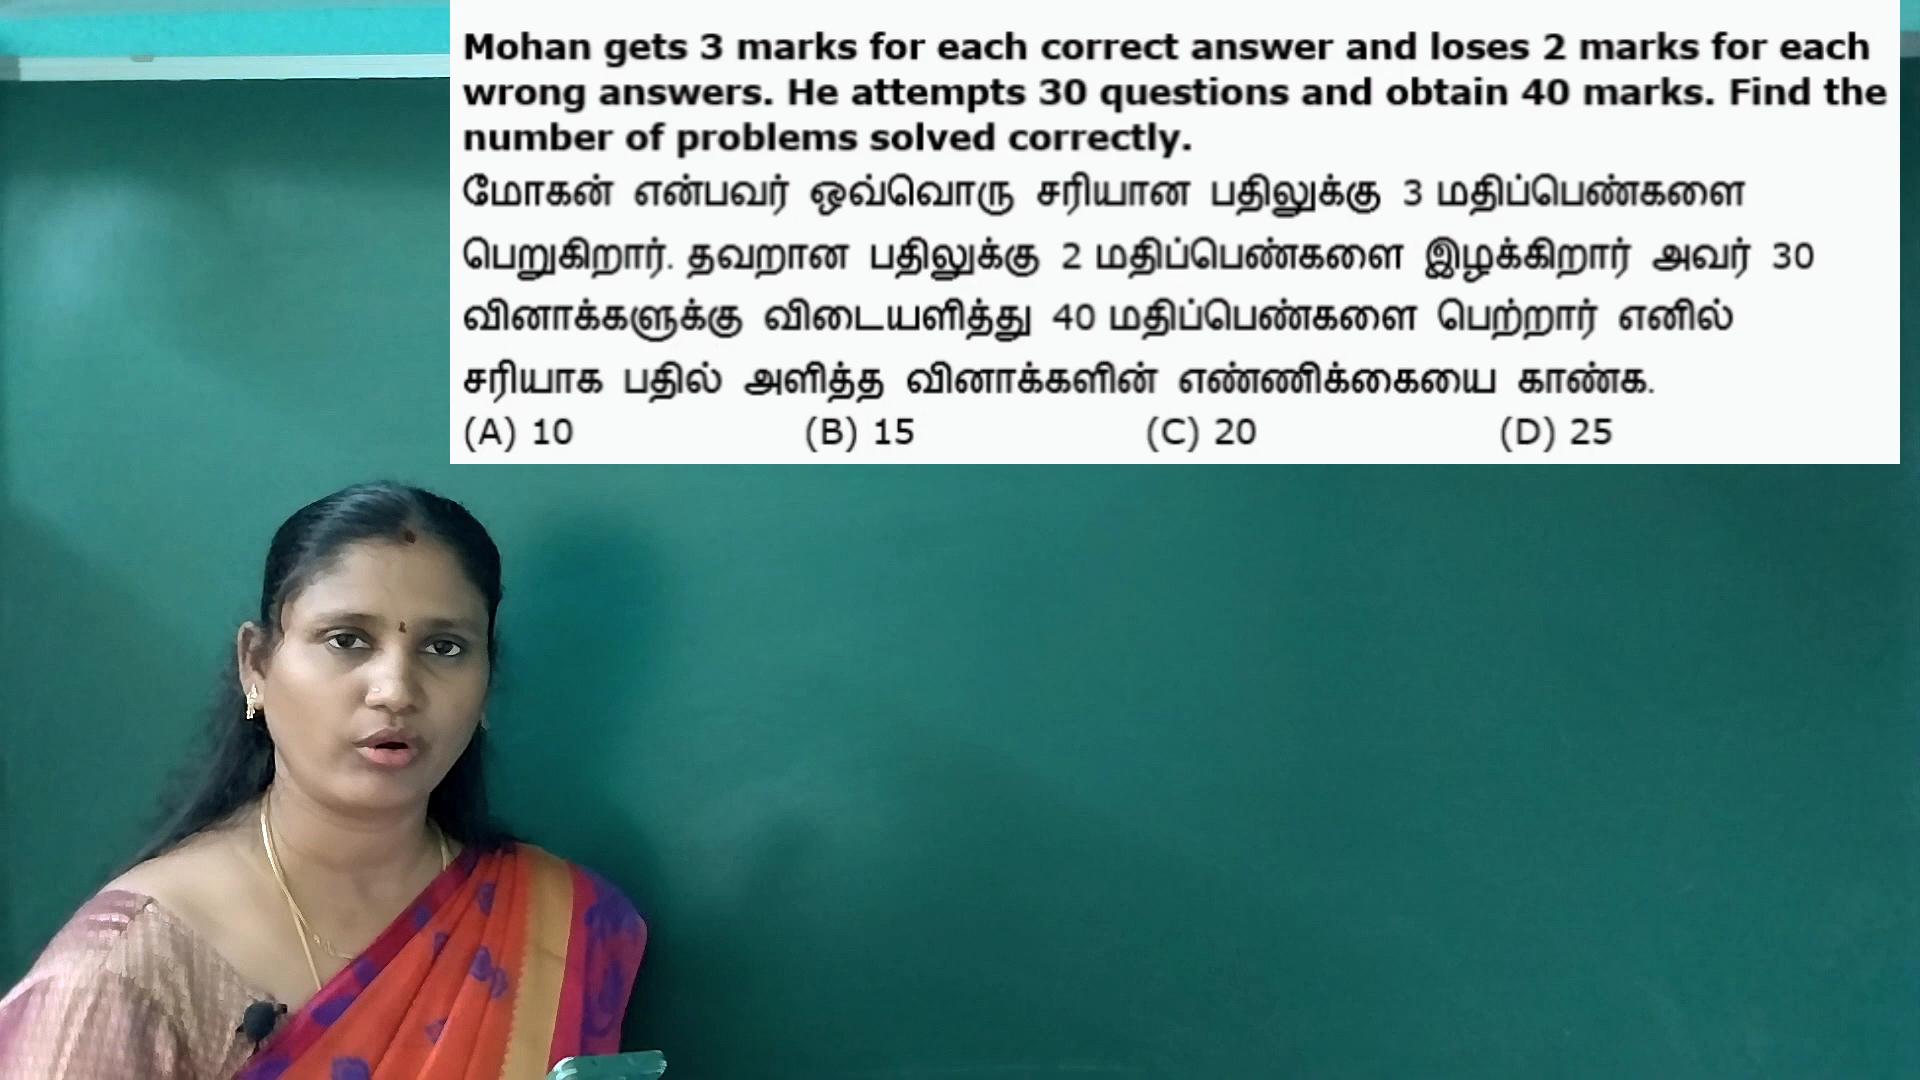 Mohan gets 3 marks for each correct answer and loses 2 marks for each
wrong answers. He attempts 30 questions and obtain 40 marks. Find the
number of problems solved correctly.
மோகன் என்பவர் ஒவ்வொரு சரியான பதிலுக்கு 3 மதிப்பெண்களை
பெறுகிறார். தவறான பதிலுக்கு 2 மதிப்பெண்களை இழக்கிறார் அவர் 30
வினாக்களுக்கு விடையளித்து 40 மதிப்பெண்களை பெற்றார் எனில்
சரியாக பதில் அளித்த வினாக்களின் எண்ணிக்கையை காண்க.
(A) 10 (B) 15 (C) 20 (D) 25